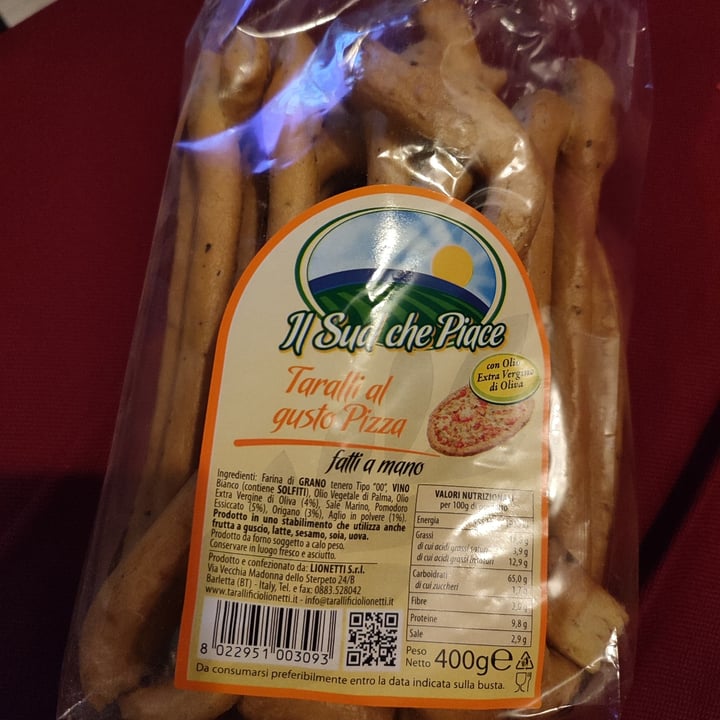 Il Sud che Piace
con Olio
Extra Vergine
di Oliva
Taralli al
gusto Pizza
fatti a mano
Ingredienti: Farina di GRANO tenero Tipo "00", VINO
Bianco (contiene SOLFITI), Olio Vegetale di Palma, Olio
Extra Vergine di Oliva (4%), Sale Marino, Pomodoro
Essiccato (5%), Origano (3%), Aglio in polvere (1%).
Prodotto in uno stabilimento che utilizza anche
frutta a guscio, latte, sesamo, soia, uova.
Prodotto da forno soggetto a calo peso.
Conservare in luogo fresco e asciutto.
Prodotto e confezionato da: LIONETTI S.r.l.
Via Vecchia Madonna dello Sterpeto 24/B
Barletta (BT) - Italy, Tel. e fax: 0883.528042
www.tarallificiolionetti.it - info@tarallificiolionetti.it
8 022951 003093
VALORI NUTRIZIONALI
per 100g di
Energia
Grassi
di cui acidi grassi saturi 3,9 g
di cui acidi grassi 12,9 g
Carboidrati 65,0 g
di cui zuccheri
Fibre
Proteine 9,8 g
Sale 2,9 g
Peso
Netto 400g e
Da consumarsi preferibilmente entro la data indicata sulla busta.